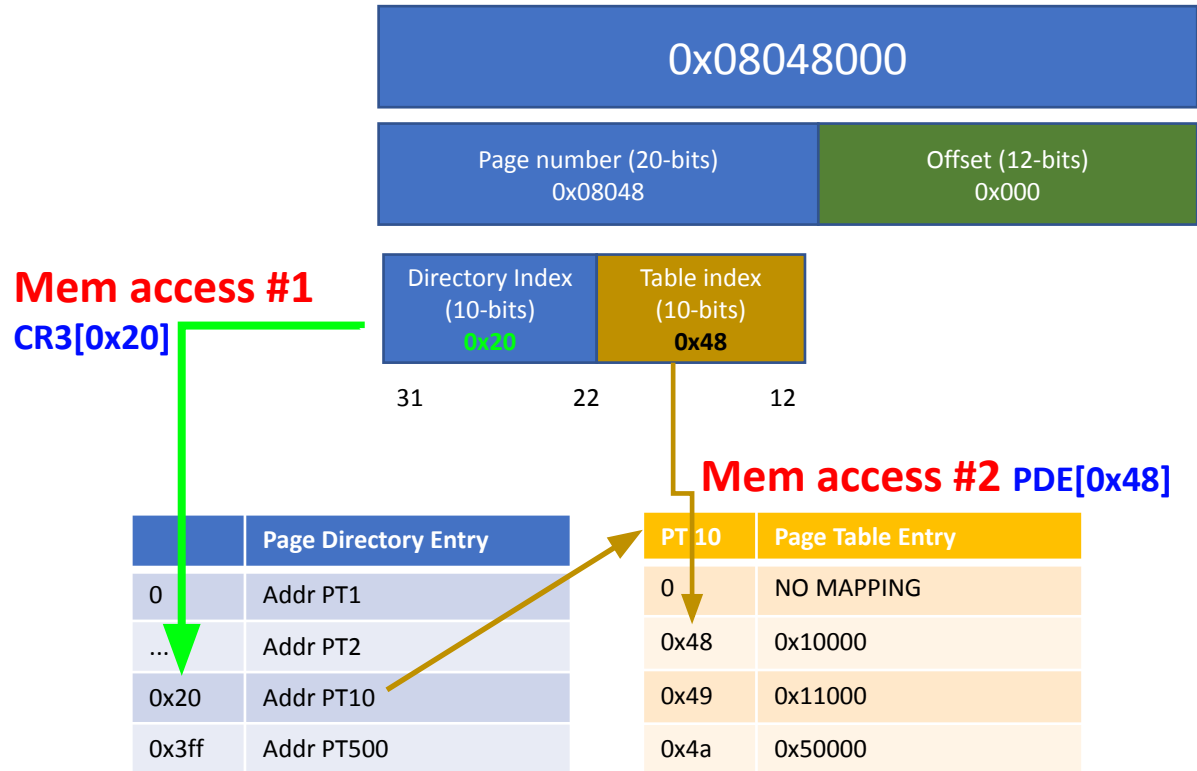 0x08048000
Page number (20-bits)
0x08048
Offset (12-bits)
0x000
Mem access #1
CR3[0x20]
Directory Index
(10-bits)
0x20
Table index
(10-bits)
0x48
31
22
12
Mem access #2 PDE[0x48]
Page Directory Entry
0 Addr PT1
... Addr PT2
0x20 Addr PT10
0x3ff Addr PT500
PT 10 Page Table Entry
0 NO MAPPING
0x48 0x10000
0x49 0x11000
0x4a 0x50000